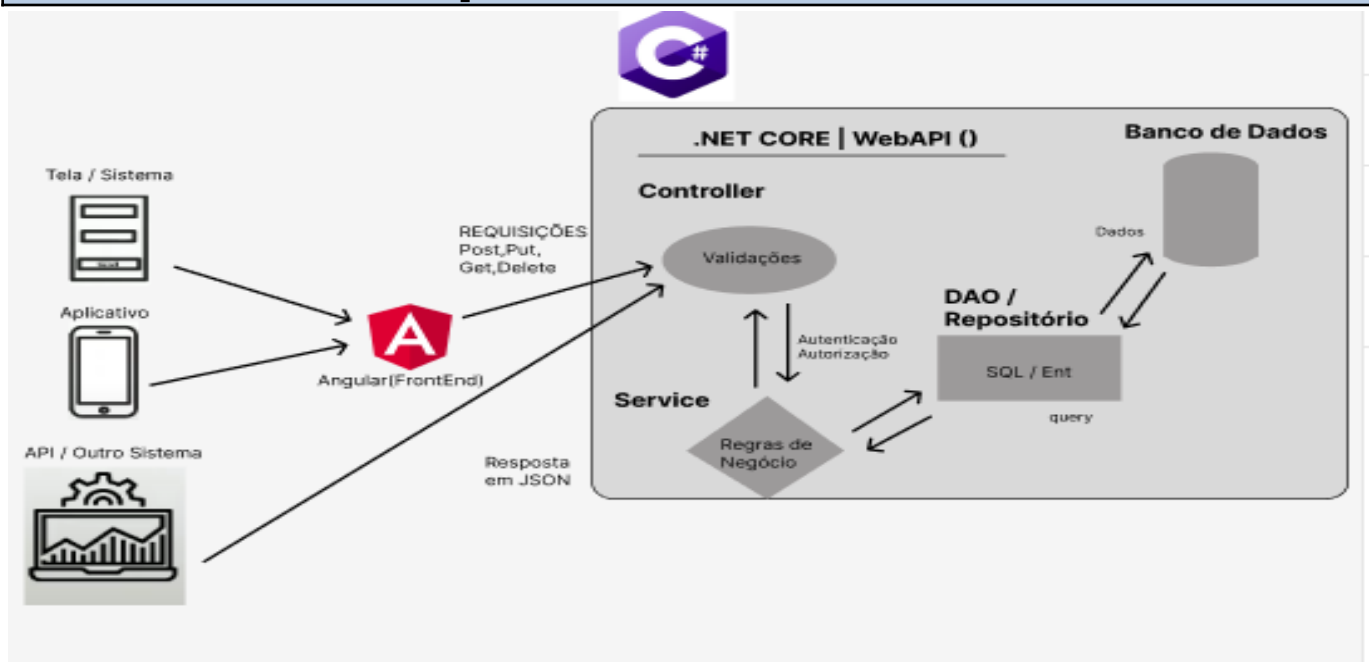 C#
.NET CORE | WebAPI ()
Banco de Dados
Tela / Sistema
Controller
REQUISIÇÕES
Post,Put,
Get,Delete
Validações
Dados
Aplicativo
DAO /
Repositório
Autenticação
Autorização
A
Angular(FrontEnd)
SQL / Ent
Service
query
API / Outro Sistema
Regras de
Negócio
Resposta
em JSON